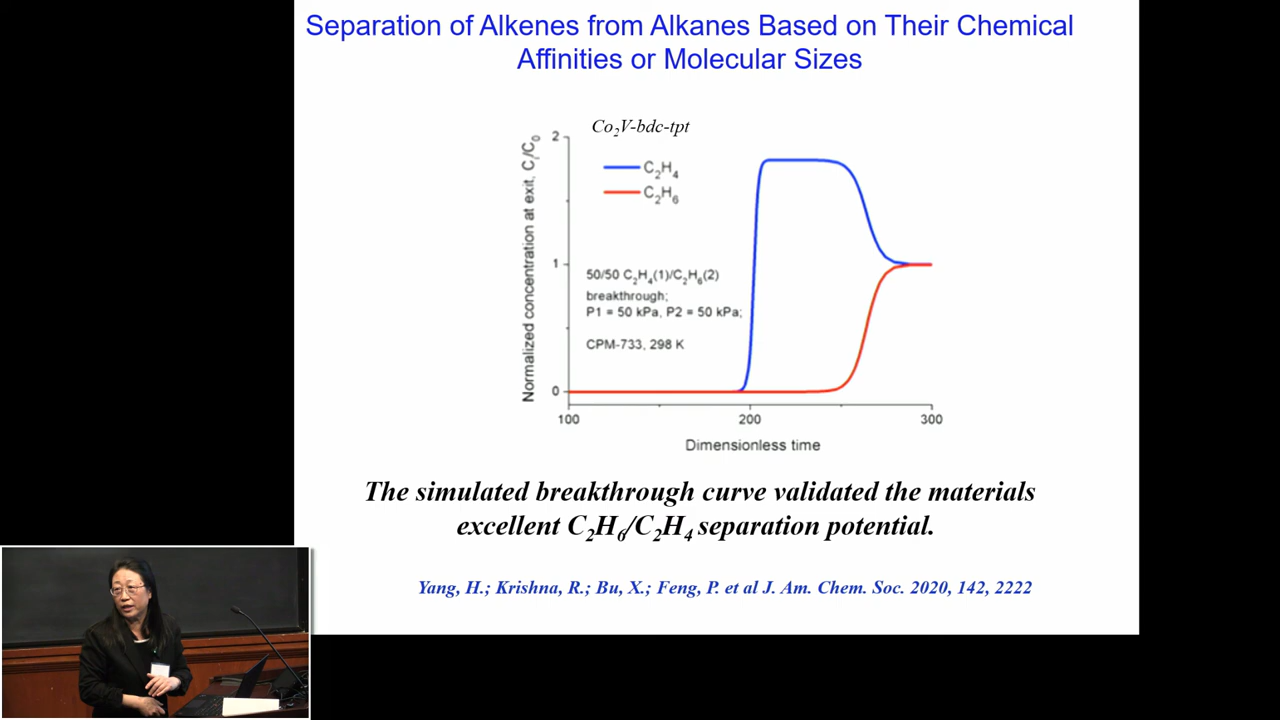 Separation of Alkenes from Alkanes Based on Their Chemical
Affinities or Molecular Sizes
Co₂V-bdc-tpt
C₂H₄
C₂H₆
Normalized concentration at exit, Cᵢ/C₀
2
1
0
50/50 C₂H₄(1)/C₂H₆(2)
breakthrough;
P1 = 50 kPa, P2 = 50 kPa;
CPM-733, 298 K
100
200
300
Dimensionless time
The simulated breakthrough curve validated the materials
excellent C₂H₆/C₂H₄ separation potential.
Yang, H.; Krishna, R.; Bu, X.; Feng, P. et al J. Am. Chem. Soc. 2020, 142, 2222